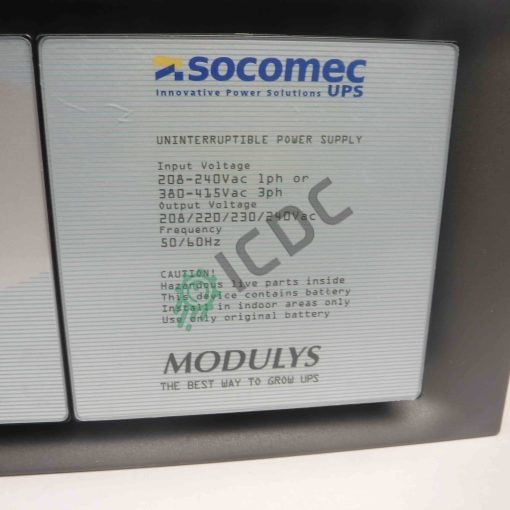 socomec
Innovative Power Solutions UPS
UNINTERRUPTIBLE POWER SUPPLY
Input Voltage
208-240Vac 1ph or
380-415Vac 3ph
Output Voltage
208/220/230/240Vac
Frequency
50/60Hz
ICDC
CAUTION!
Hazardous live parts inside
This device contains battery
Install in indoor areas only
Use only original battery
MODULYS
THE BEST WAY TO GROW UPS